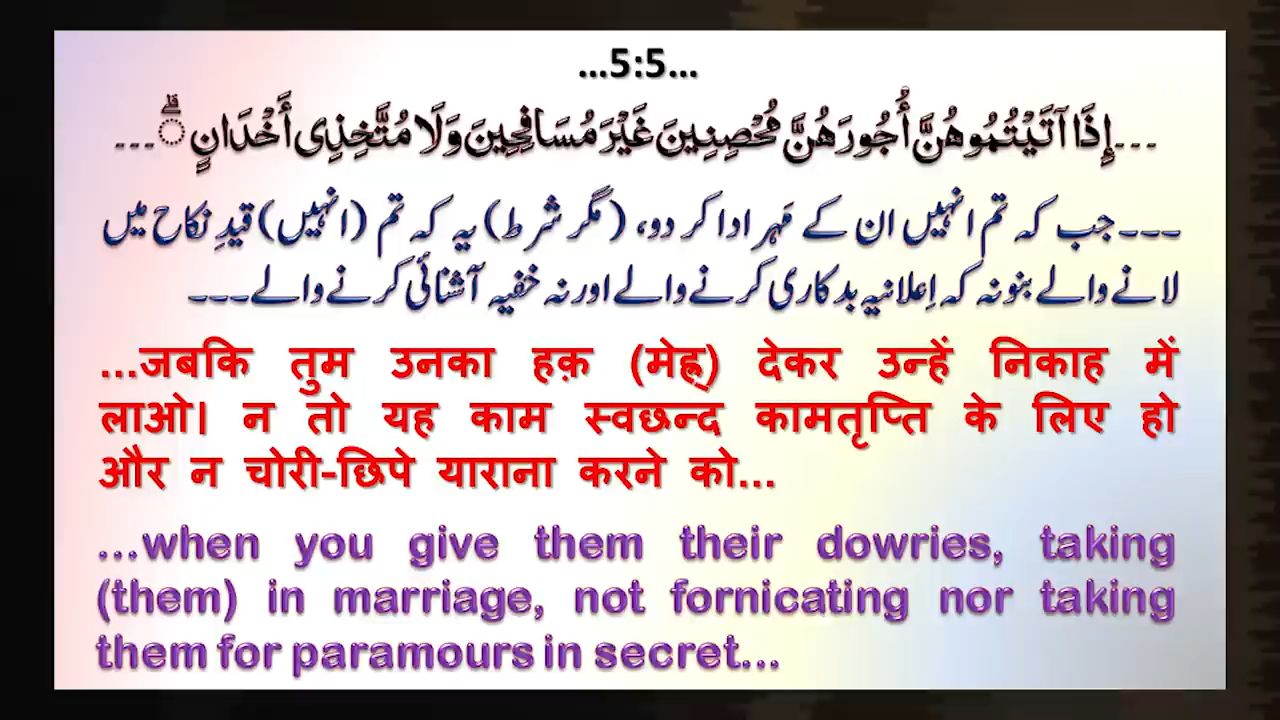 ...5:5...
...إِذَا آتَيْتُمُوهُنَّ أُجُورَهُنَّ مُحْصِنِينَ غَيْرَ مُسَافِحِينَ وَلَا مُتَّخِذِي أَخْدَانٍ ۗ...
۔۔۔جب کہ تم انہیں ان کے مَہر ادا کر دو، (مگر شرط) یہ کہ تم (انہیں) قیدِ نکاح میں
لانے والے بنو نہ کہ اِعلانیہ بدکاری کرنے والے اور نہ خفیہ آشنائی کرنے والے۔۔۔
...जबकि तुम उनका हक़ (मेह्र) देकर उन्हें निकाह में
लाओ। न तो यह काम स्वछन्द कामतृप्ति के लिए हो
और न चोरी-छिपे याराना करने को...
...when you give them their dowries, taking
(them) in marriage, not fornicating nor taking
them for paramours in secret...